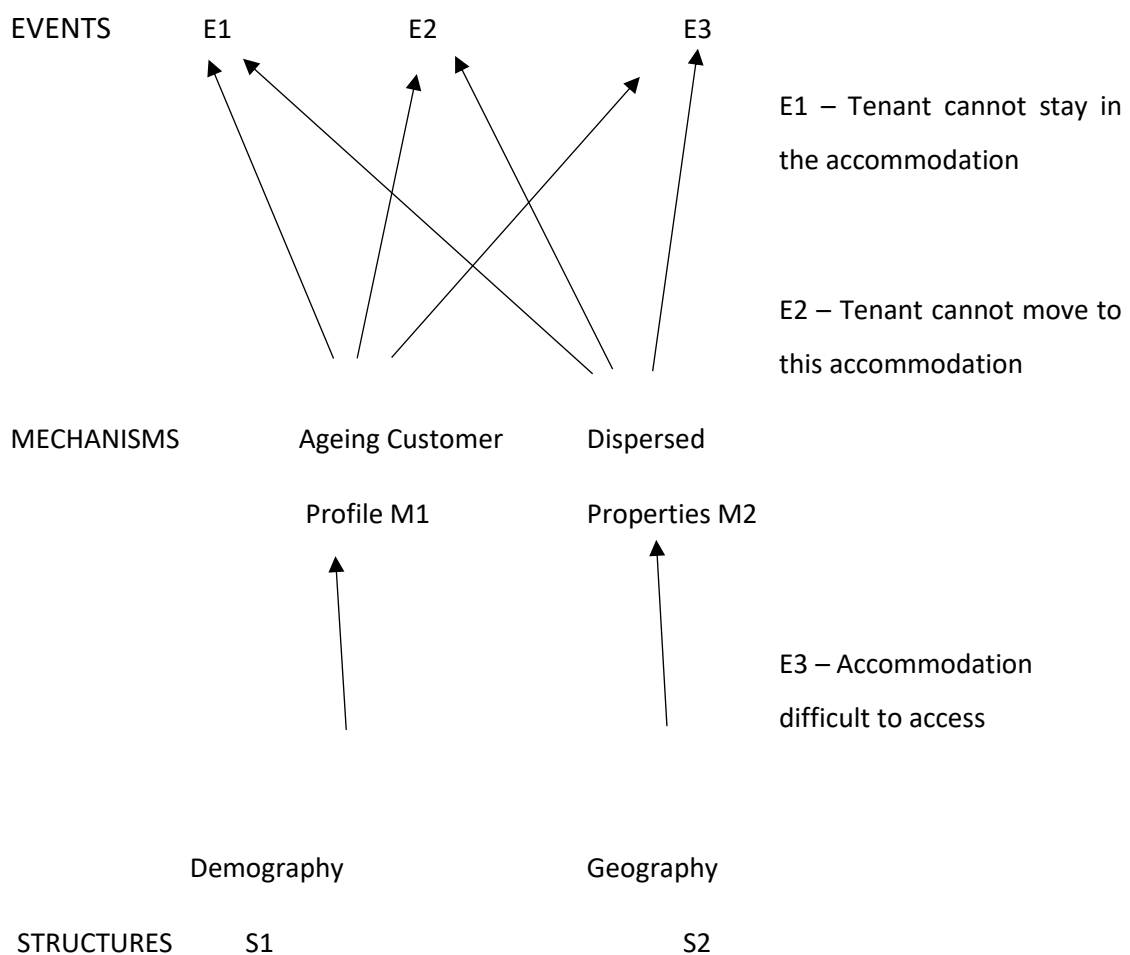 EVENTS E1 E2 E3
E1 – Tenant cannot stay in
the accommodation
E2 – Tenant cannot move to
this accommodation
MECHANISMS Ageing Customer Dispersed
Profile M1 Properties M2
E3 – Accommodation
difficult to access
Demography Geography
STRUCTURES S1 S2